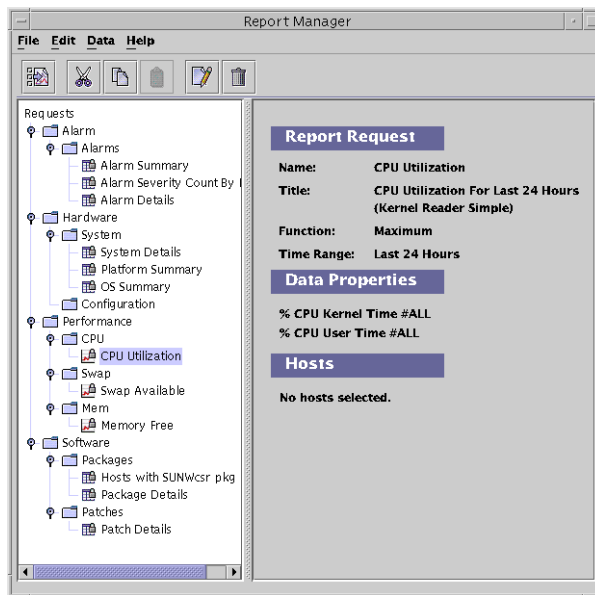 Report Manager
File Edit Data Help
Requests
Alarm
Alarms
Alarm Summary
Alarm Severity Count By
Alarm Details
Hardware
System
System Details
Platform Summary
OS Summary
Configuration
Performance
CPU
CPU Utilization
Swap
Swap Available
Mem
Memory Free
Software
Packages
Hosts with SUNWcsr pkg
Package Details
Patches
Patch Details
Report Request
Name: CPU Utilization
Title: CPU Utilization For Last 24 Hours
(Kernel Reader Simple)
Function: Maximum
Time Range: Last 24 Hours
Data Properties
% CPU Kernel Time #ALL
% CPU User Time #ALL
Hosts
No hosts selected.